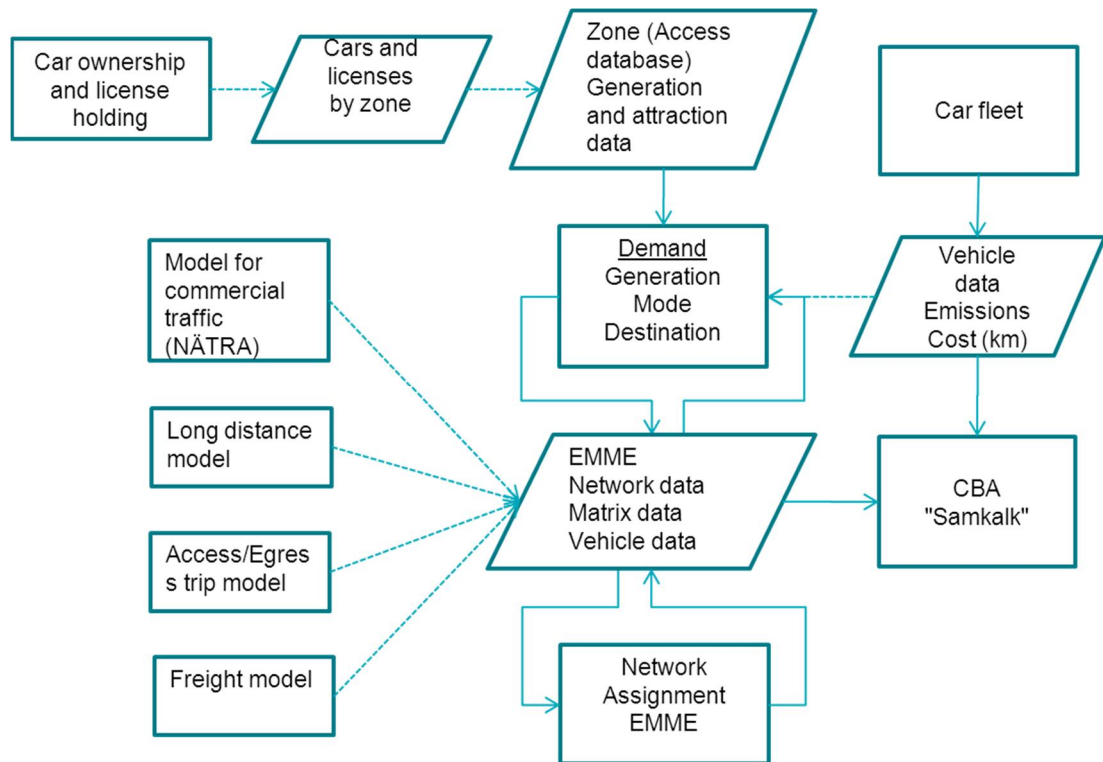 Car ownership
and license
holding
Cars and
licenses
by zone
Zone (Access
database)
Generation
and attraction
data
Car fleet
Model for
commercial
traffic
(NÄTRA)
Demand
Generation
Mode
Destination
Vehicle
data
Emissions
Cost (km)
Long distance
model
EMME
Network data
Matrix data
Vehicle data
CBA
"Samkalk"
Access/Egres
s trip model
Freight model
Network
Assignment
EMME